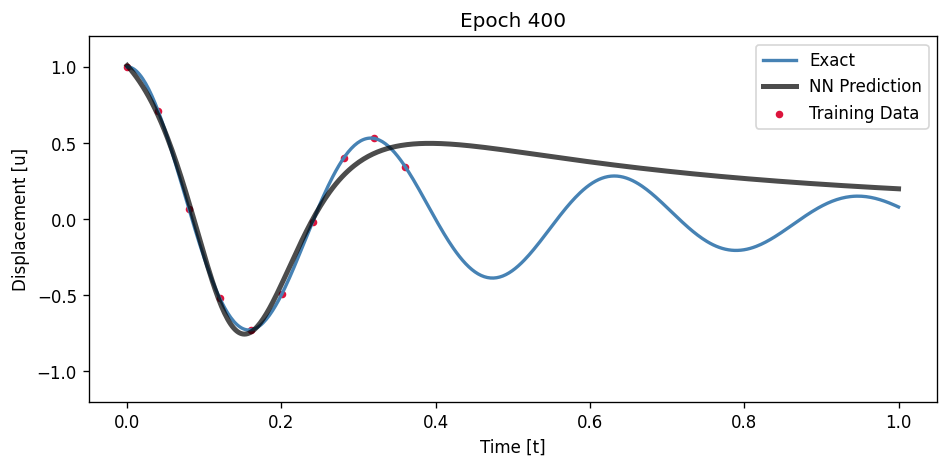 Epoch 400
Exact
NN Prediction
Training Data
Displacement [u]
1.0
0.5
0.0
−0.5
−1.0
0.0 0.2 0.4 0.6 0.8 1.0
Time [t]